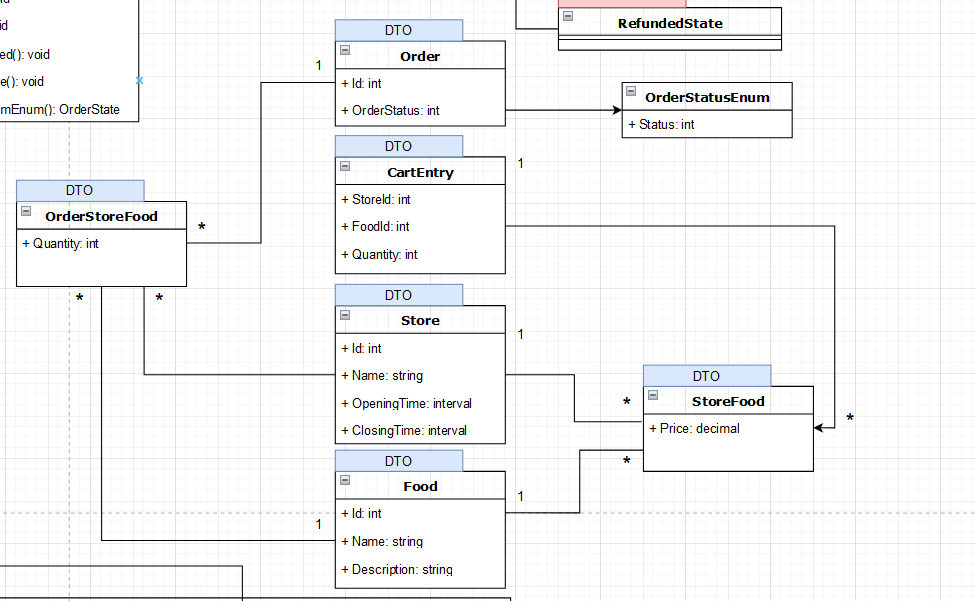 id
ed(): void
e(): void
mEnum(): OrderState
RefundedState
DTO
Order
+ Id: int
+ OrderStatus: int
1
OrderStatusEnum
+ Status: int
DTO
CartEntry
+ StoreId: int
+ FoodId: int
+ Quantity: int
1
DTO
OrderStoreFood
+ Quantity: int
*
*
*
DTO
Store
+ Id: int
+ Name: string
+ OpeningTime: interval
+ ClosingTime: interval
1
DTO
StoreFood
+ Price: decimal
*
*
*
DTO
Food
+ Id: int
+ Name: string
+ Description: string
1
1